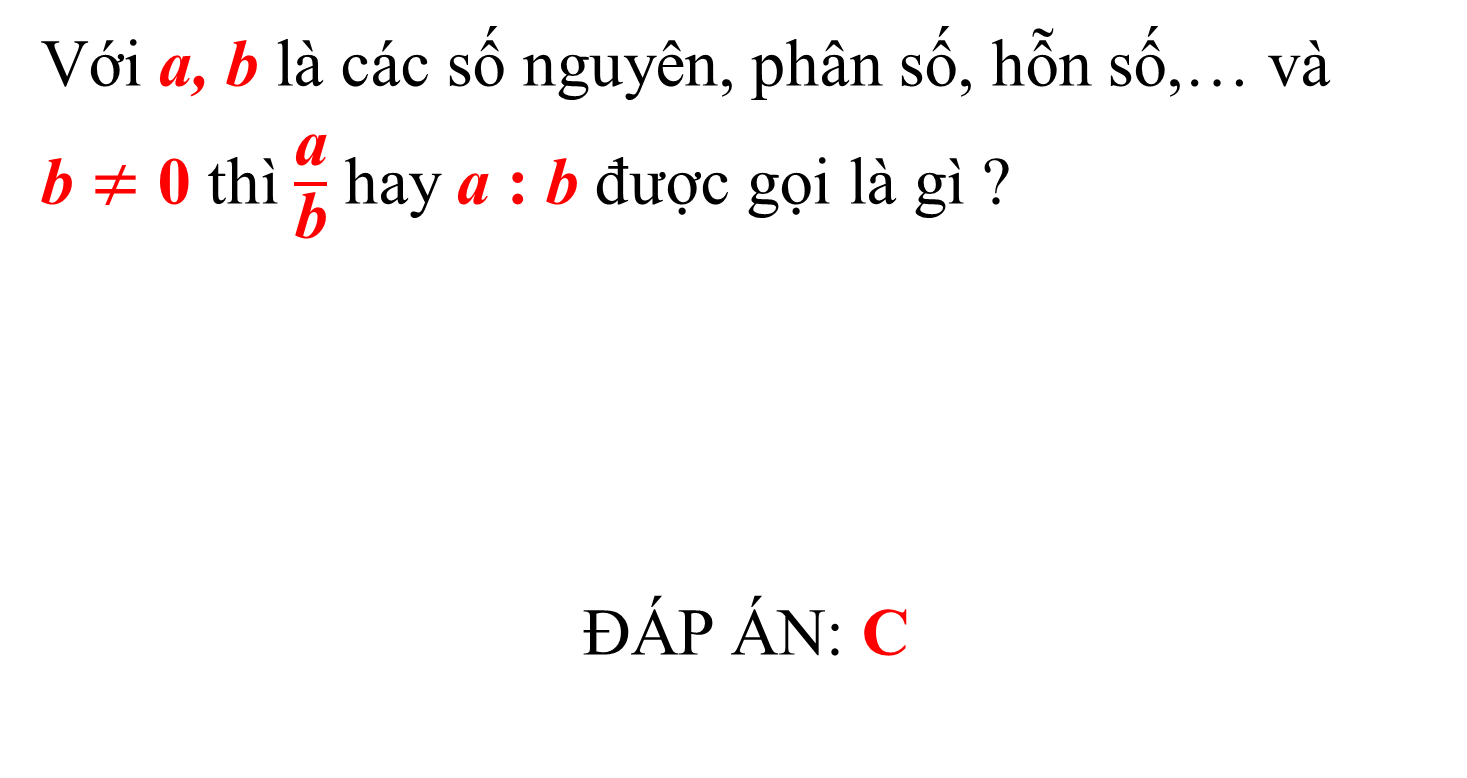 Với a, b là các số nguyên, phân số, hỗn số,… và
b ≠ 0 thì a/b hay a : b được gọi là gì ?
ĐÁP ÁN: C